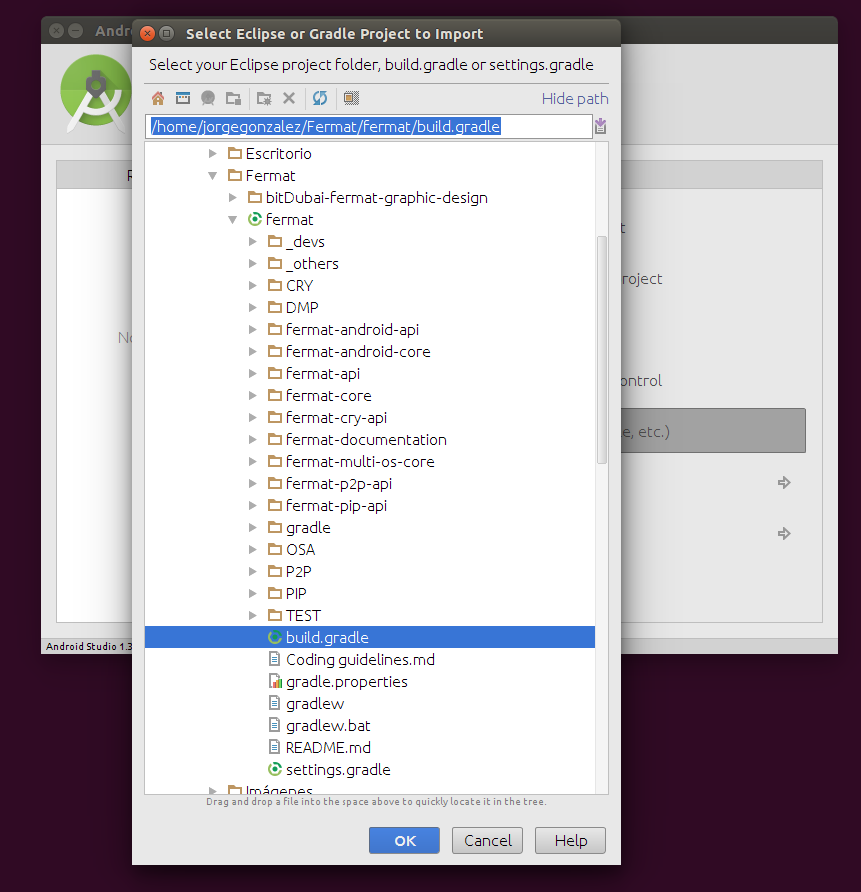 Andro
Select Eclipse or Gradle Project to Import
Select your Eclipse project folder, build.gradle or settings.gradle
Hide path
/home/jorgegonzalez/Fermat/fermat/build.gradle
Escritorio
Fermat
bitDubai-fermat-graphic-design
fermat
_devs
_others
CRY
DMP
fermat-android-api
fermat-android-core
fermat-api
fermat-core
fermat-cry-api
fermat-documentation
fermat-multi-os-core
fermat-p2p-api
fermat-pip-api
gradle
OSA
P2P
PIP
TEST
build.gradle
Coding guidelines.md
gradle.properties
gradlew
gradlew.bat
README.md
settings.gradle
Imágenes
Drag and drop a file into the space above to quickly locate it in the tree.
OK
Cancel
Help
No
t
roject
ontrol
e, etc.)
Android Studio 1.3